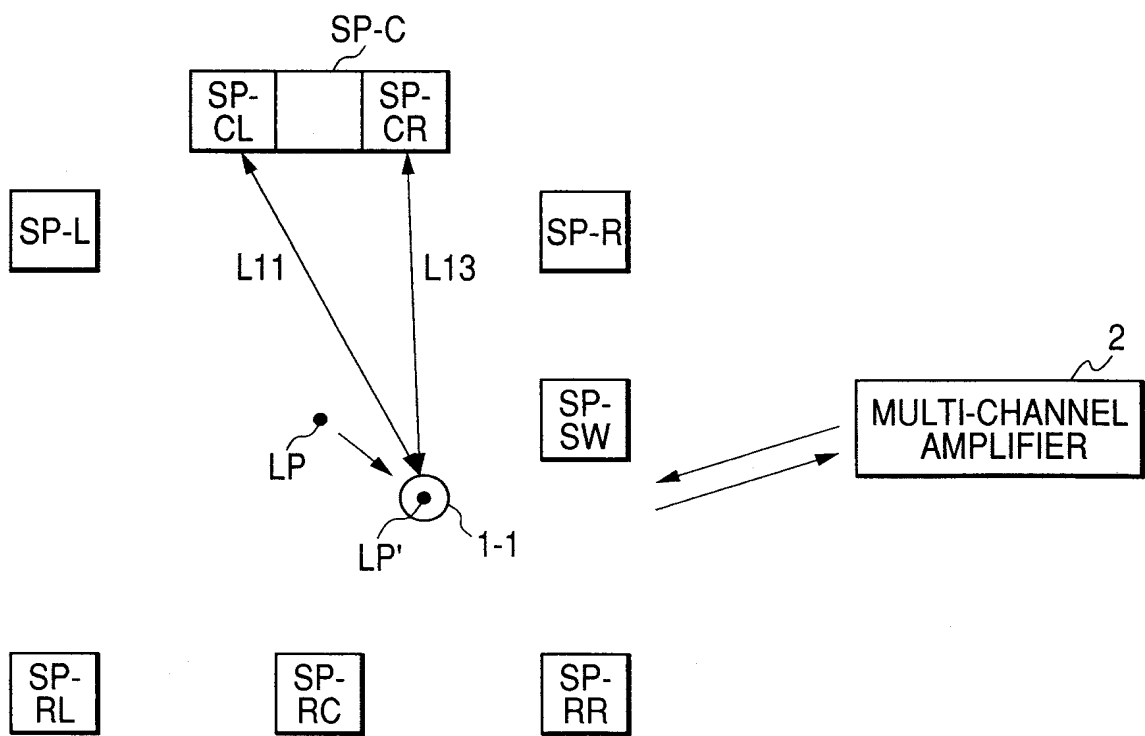 SP-C
SP-
CL
SP-
CR
SP-L
SP-R
L11
L13
2
MULTI-CHANNEL
AMPLIFIER
SP-
SW
LP
LP'
1-1
SP-
RL
SP-
RC
SP-
RR